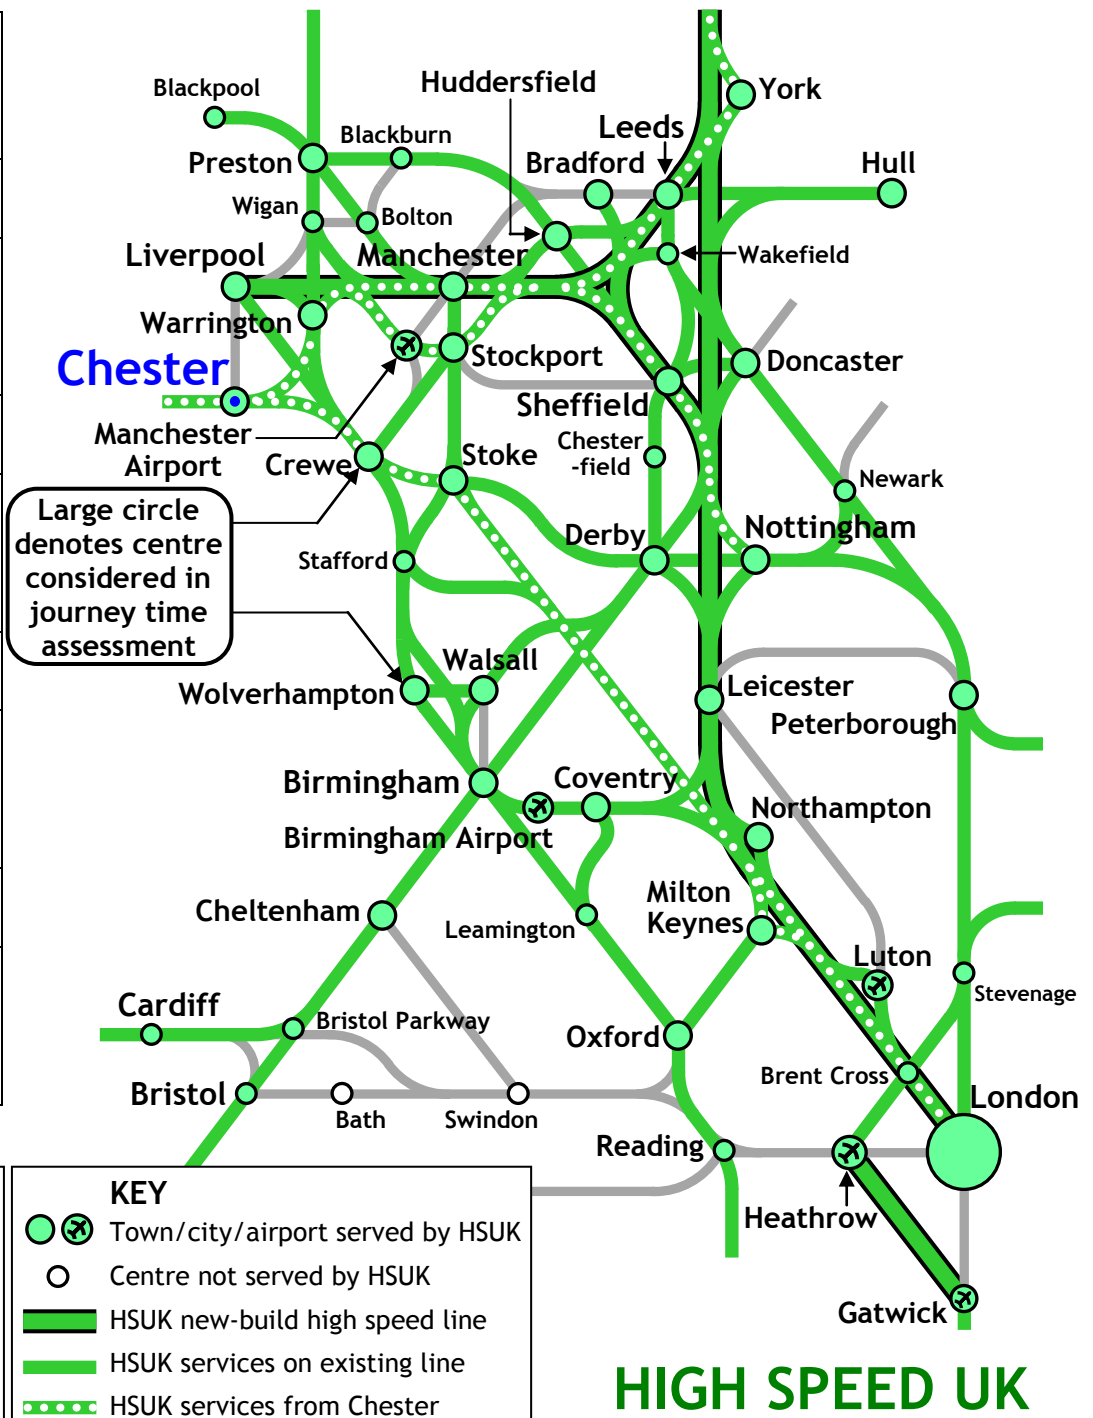 Huddersfield
Blackpool
York
Leeds
Blackburn
Bradford
Hull
Preston
Wigan
Bolton
Liverpool
Manchester
Wakefield
Warrington
Stockport
Doncaster
Chester
Sheffield
Manchester
Airport
Chester
-field
Crewe
Stoke
Newark
Large circle
denotes centre
considered in
journey time
assessment
Derby
Nottingham
Stafford
Walsall
Wolverhampton
Leicester
Peterborough
Birmingham
Coventry
Northampton
Birmingham Airport
Milton
Keynes
Cheltenham
Leamington
Luton
Stevenage
Cardiff
Bristol Parkway
Oxford
Brent Cross
Bristol
London
Bath
Swindon
Reading
Heathrow
Gatwick
KEY
Town/city/airport served by HSUK
Centre not served by HSUK
HSUK new-build high speed line
HSUK services on existing line
HSUK services from Chester
HIGH SPEED UK